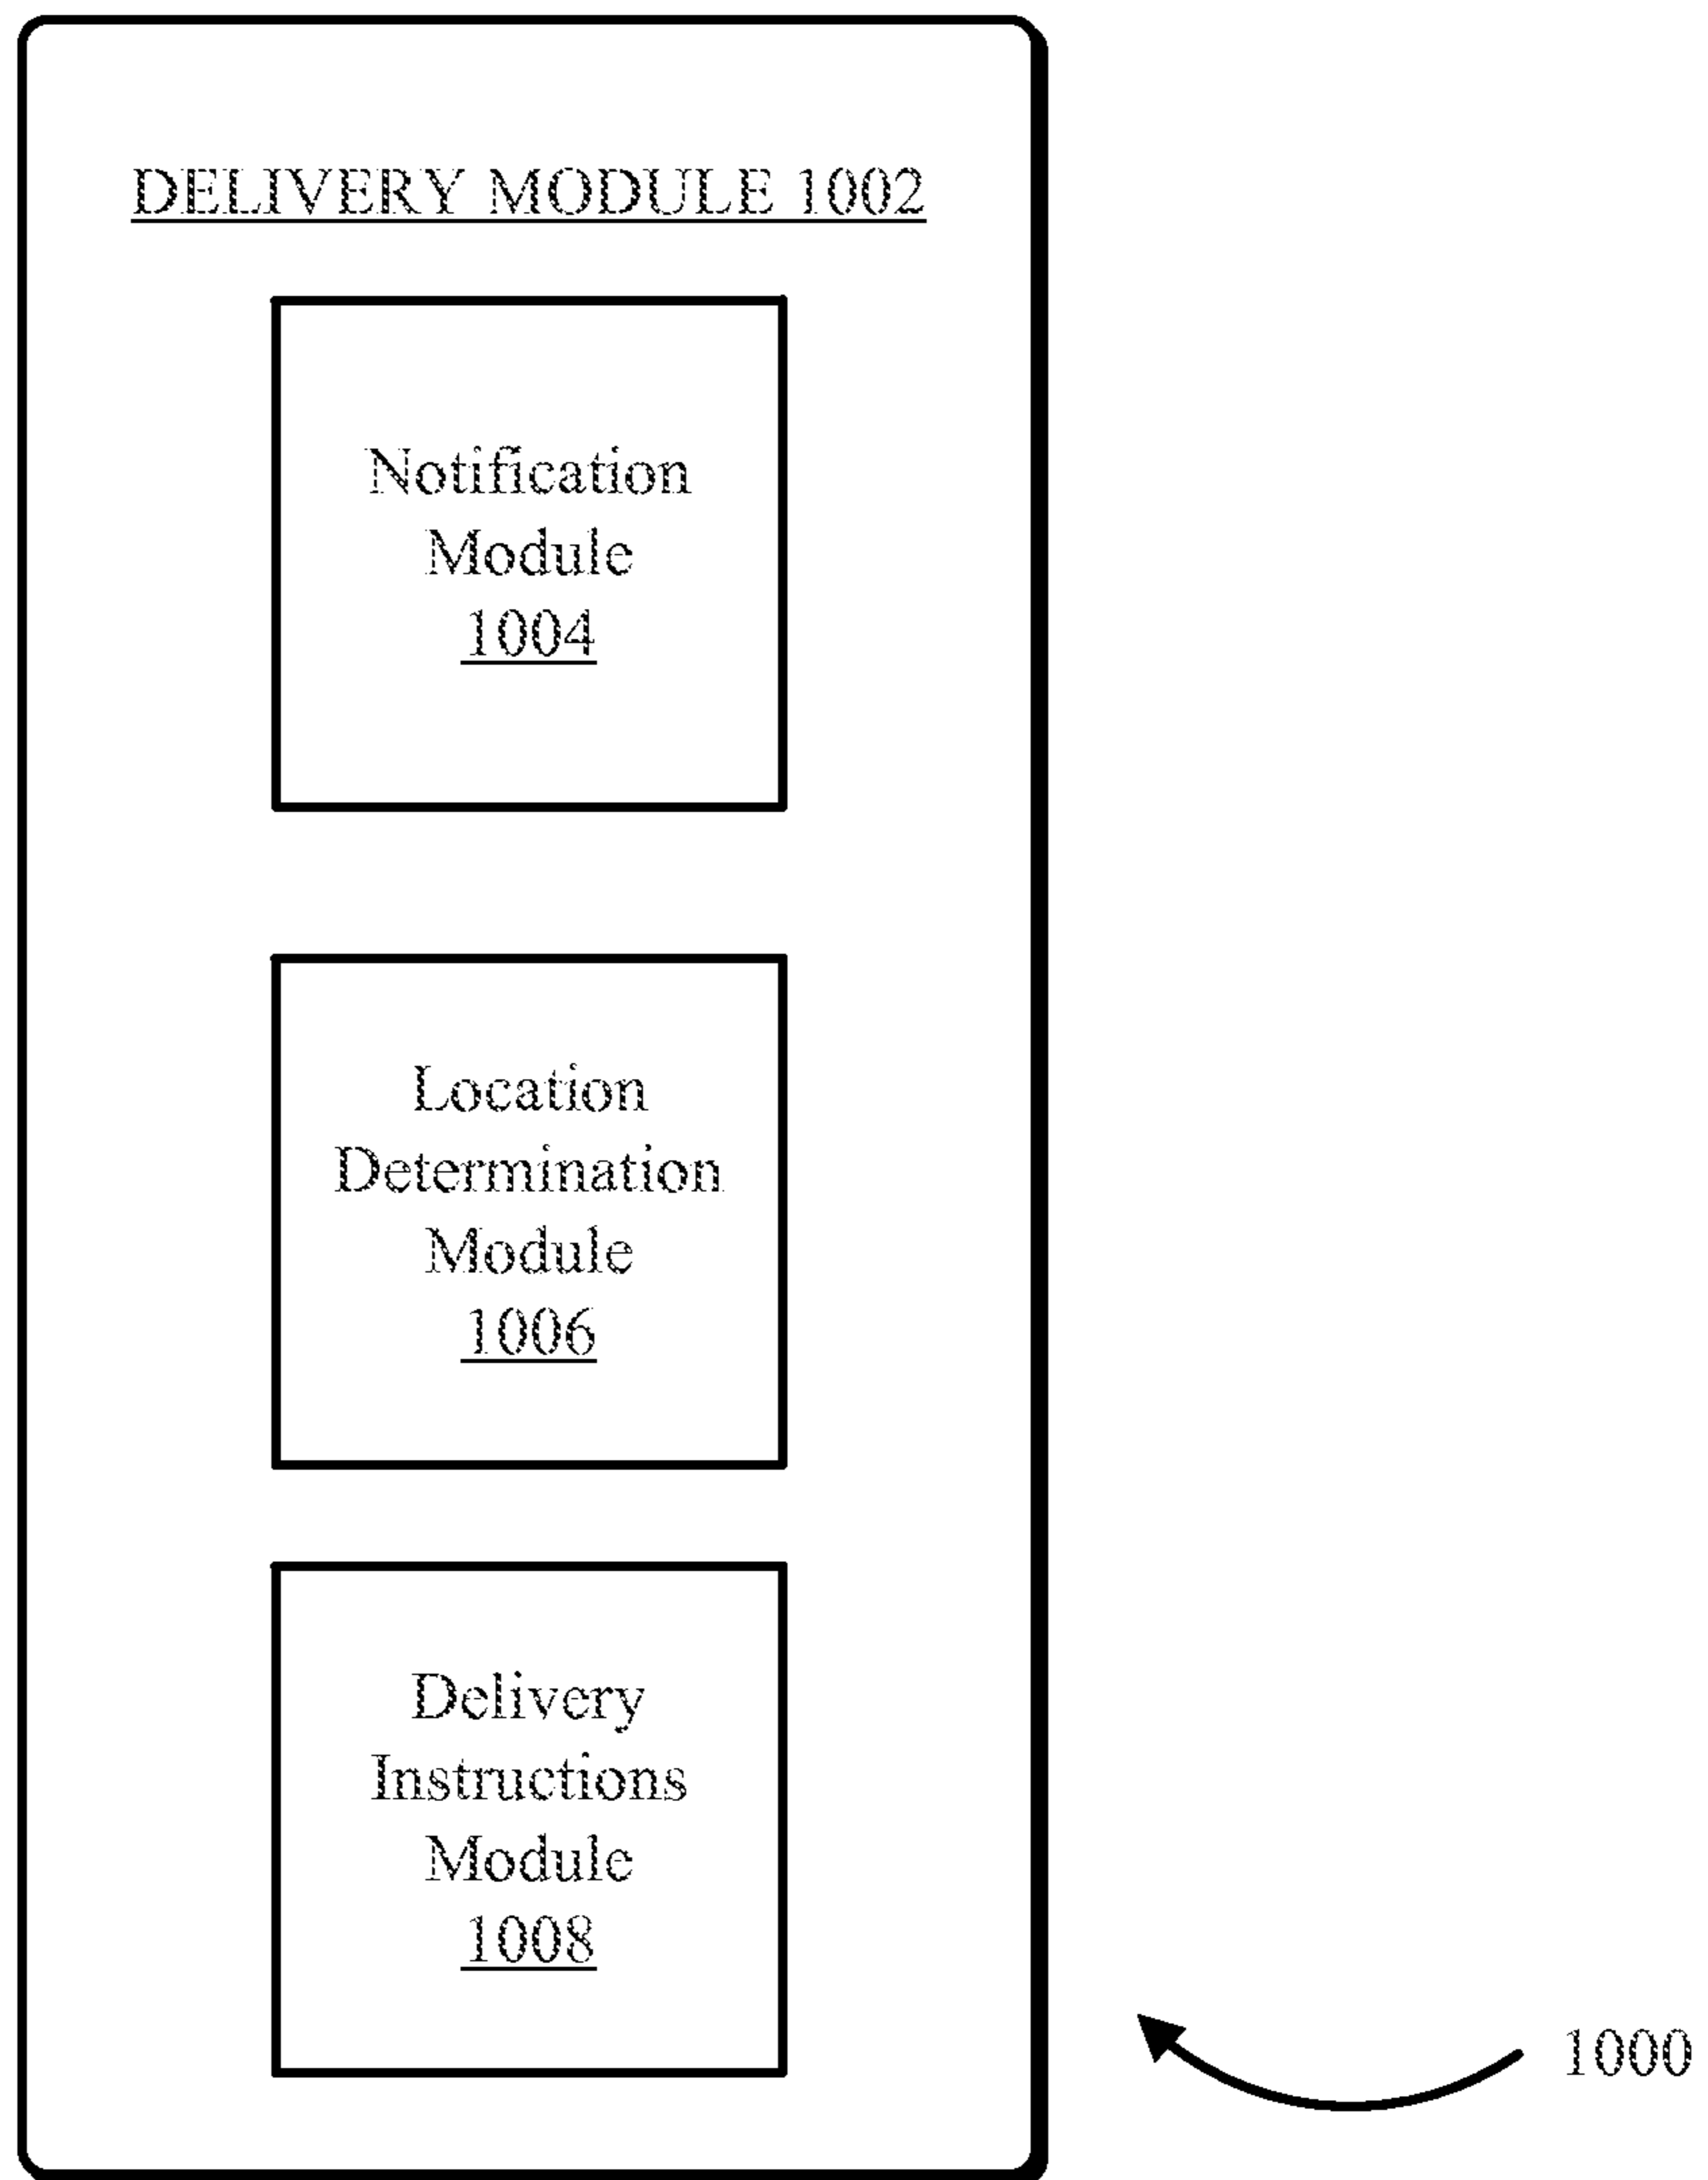 DELIVERY MODULE 1002
Notification
Module
1004
Location
Determination
Module
1006
Delivery
Instructions
Module
1008
1000